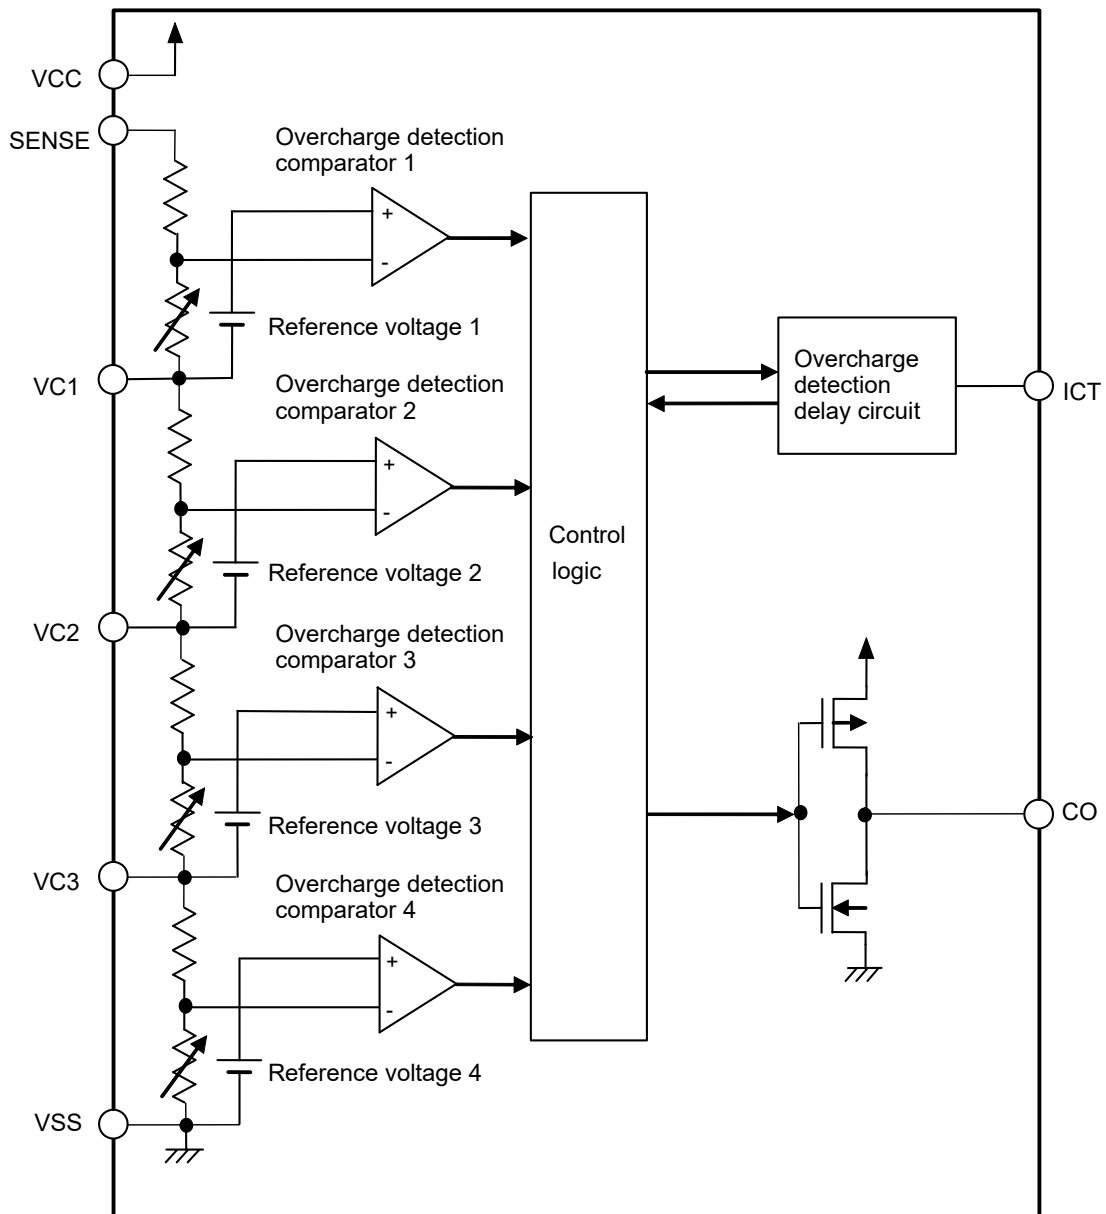 VCC
SENSE
Overcharge detection
comparator 1
+
-
Reference voltage 1
VC1
Overcharge detection
comparator 2
+
-
Reference voltage 2
VC2
Overcharge detection
comparator 3
+
-
Reference voltage 3
VC3
Overcharge detection
comparator 4
+
-
Reference voltage 4
VSS
Control
logic
Overcharge
detection
delay circuit
ICT
CO